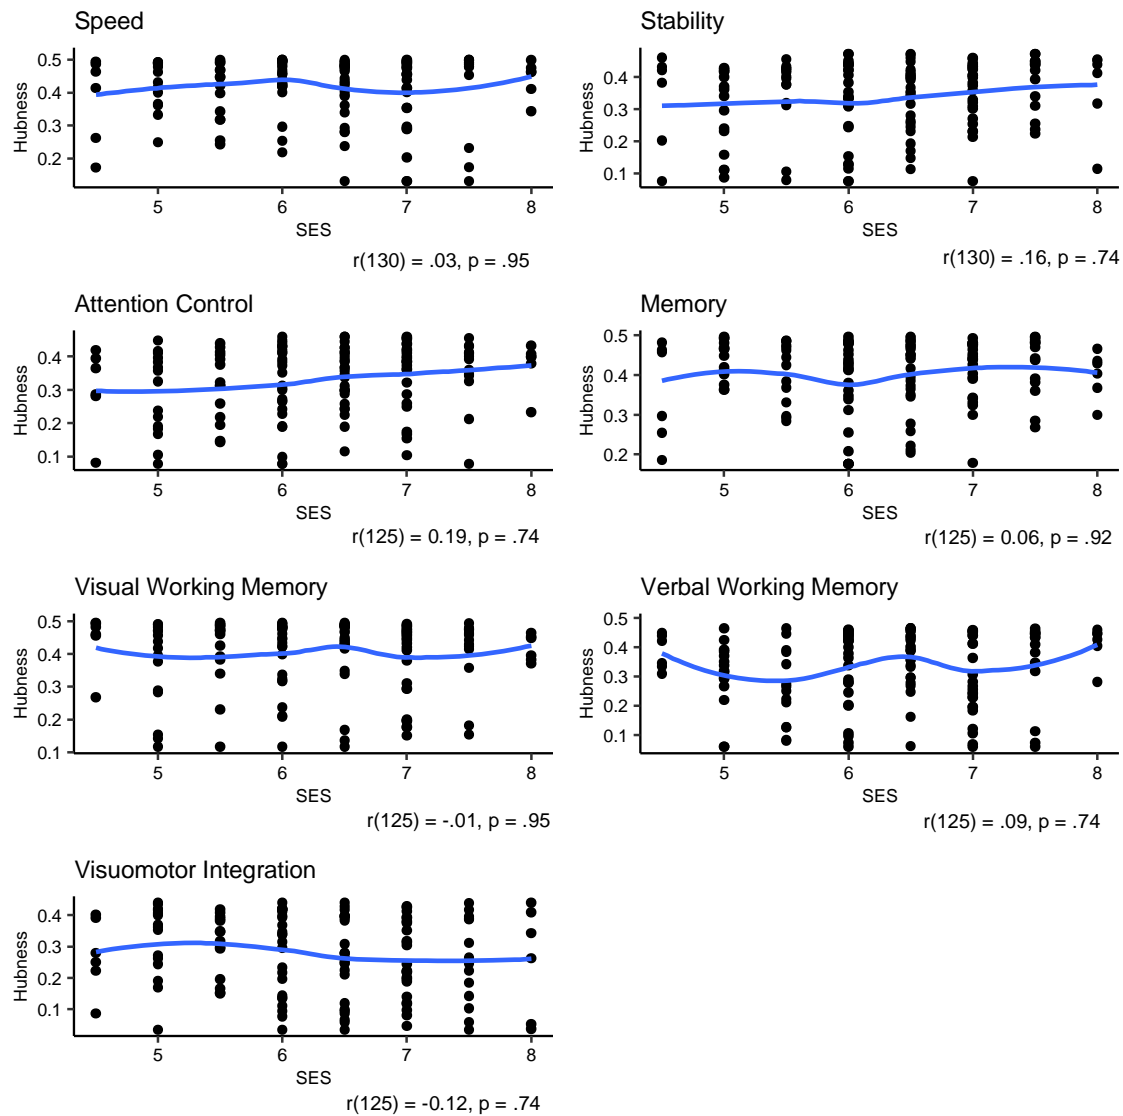 Speed
Hubness
0.5
0.4
0.3
0.2
5 6 7 8
SES
r(130) = .03, p = .95
Stability
Hubness
0.4
0.3
0.2
0.1
5 6 7 8
SES
r(130) = .16, p = .74
Attention Control
Hubness
0.4
0.3
0.2
0.1
5 6 7 8
SES
r(125) = 0.19, p = .74
Memory
Hubness
0.5
0.4
0.3
0.2
5 6 7 8
SES
r(125) = 0.06, p = .92
Visual Working Memory
Hubness
0.5
0.4
0.3
0.2
0.1
5 6 7 8
SES
r(125) = -.01, p = .95
Verbal Working Memory
Hubness
0.5
0.4
0.3
0.2
0.1
5 6 7 8
SES
r(125) = .09, p = .74
Visuomotor Integration
Hubness
0.4
0.3
0.2
0.1
5 6 7 8
SES
r(125) = -0.12, p = .74